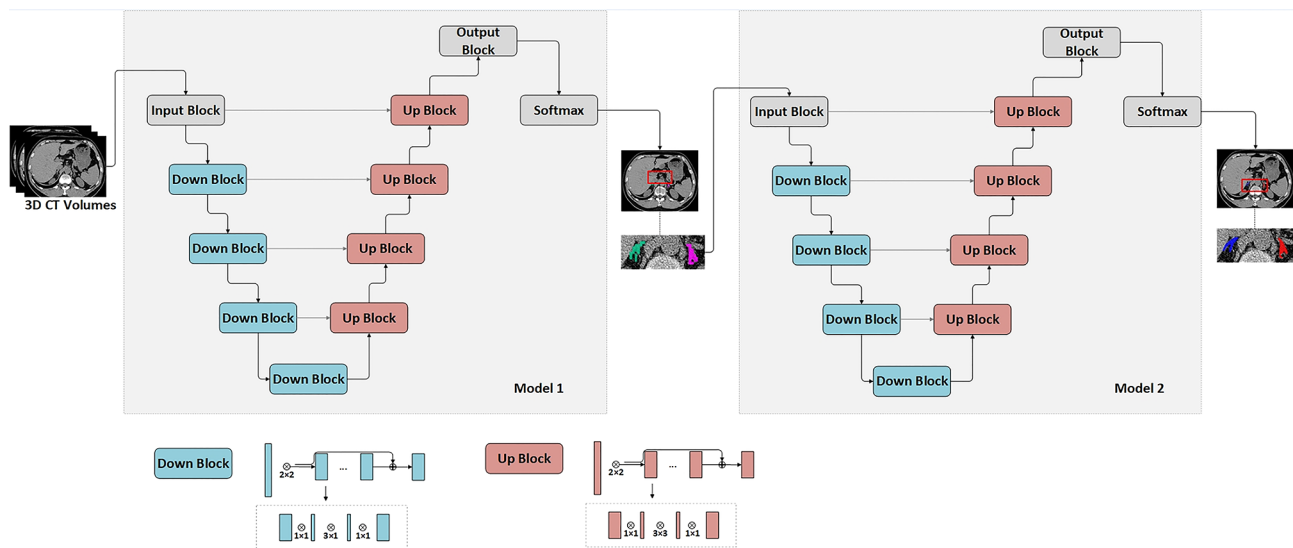 Output
Block
Input Block
Up Block
Softmax
Down Block
Up Block
Down Block
Up Block
Down Block
Up Block
Down Block
3D CT Volumes
Model 1
Output
Block
Input Block
Up Block
Softmax
Down Block
Up Block
Down Block
Up Block
Down Block
Up Block
Down Block
Model 2
Down Block
2×2
...
1×1
3×1
1×1
Up Block
2×2
...
1×1
3×3
1×1